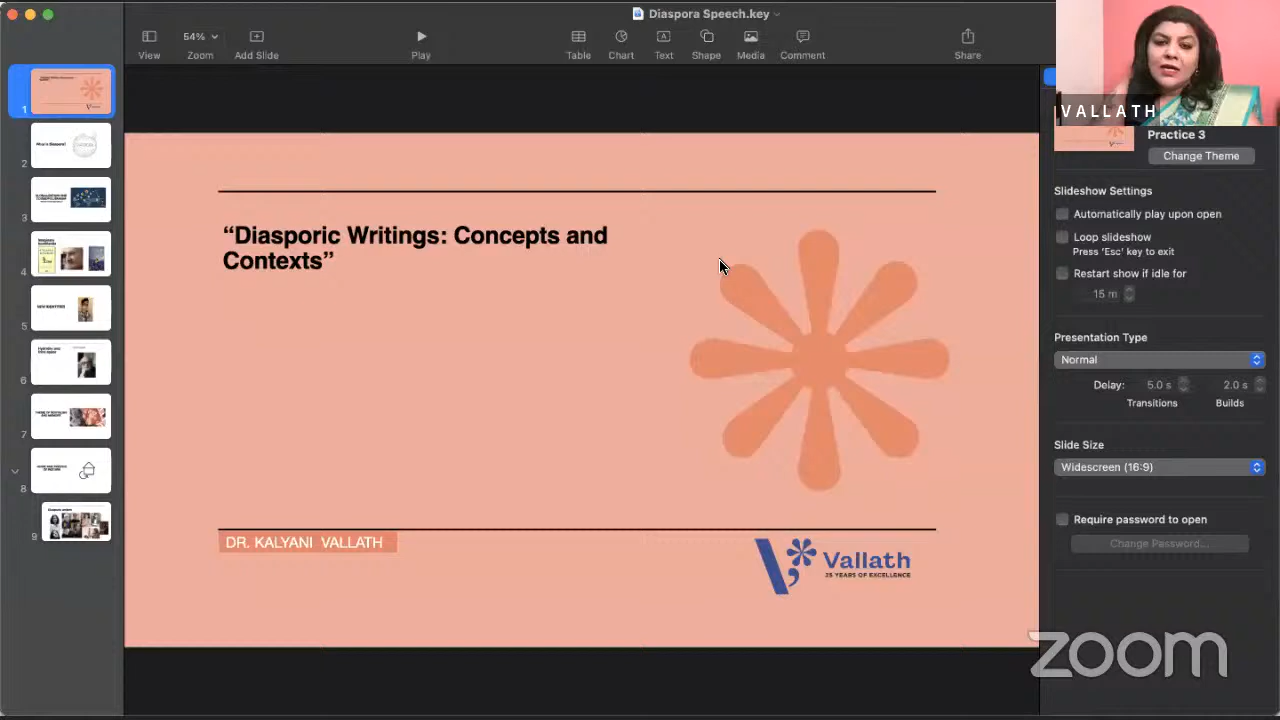 Diaspora Speech.key
54%
View
Zoom
Add Slide
Play
Table
Chart
Text
Shape
Media
Comment
Share
VALLATH
Practice 3
Change Theme
Slideshow Settings
Automatically play upon open
Loop slideshow
Press 'Esc' key to exit
Restart show if idle for
15 m
Presentation Type
Normal
Delay:
5.0 s
2.0 s
Transitions
Builds
Slide Size
Widescreen (16:9)
Require password to open
Change Password...
1
2
3
4
5
6
7
8
9
“Diasporic Writings: Concepts and
Contexts”
DR. KALYANI VALLATH
Vallath
25 YEARS OF EXCELLENCE
zoom